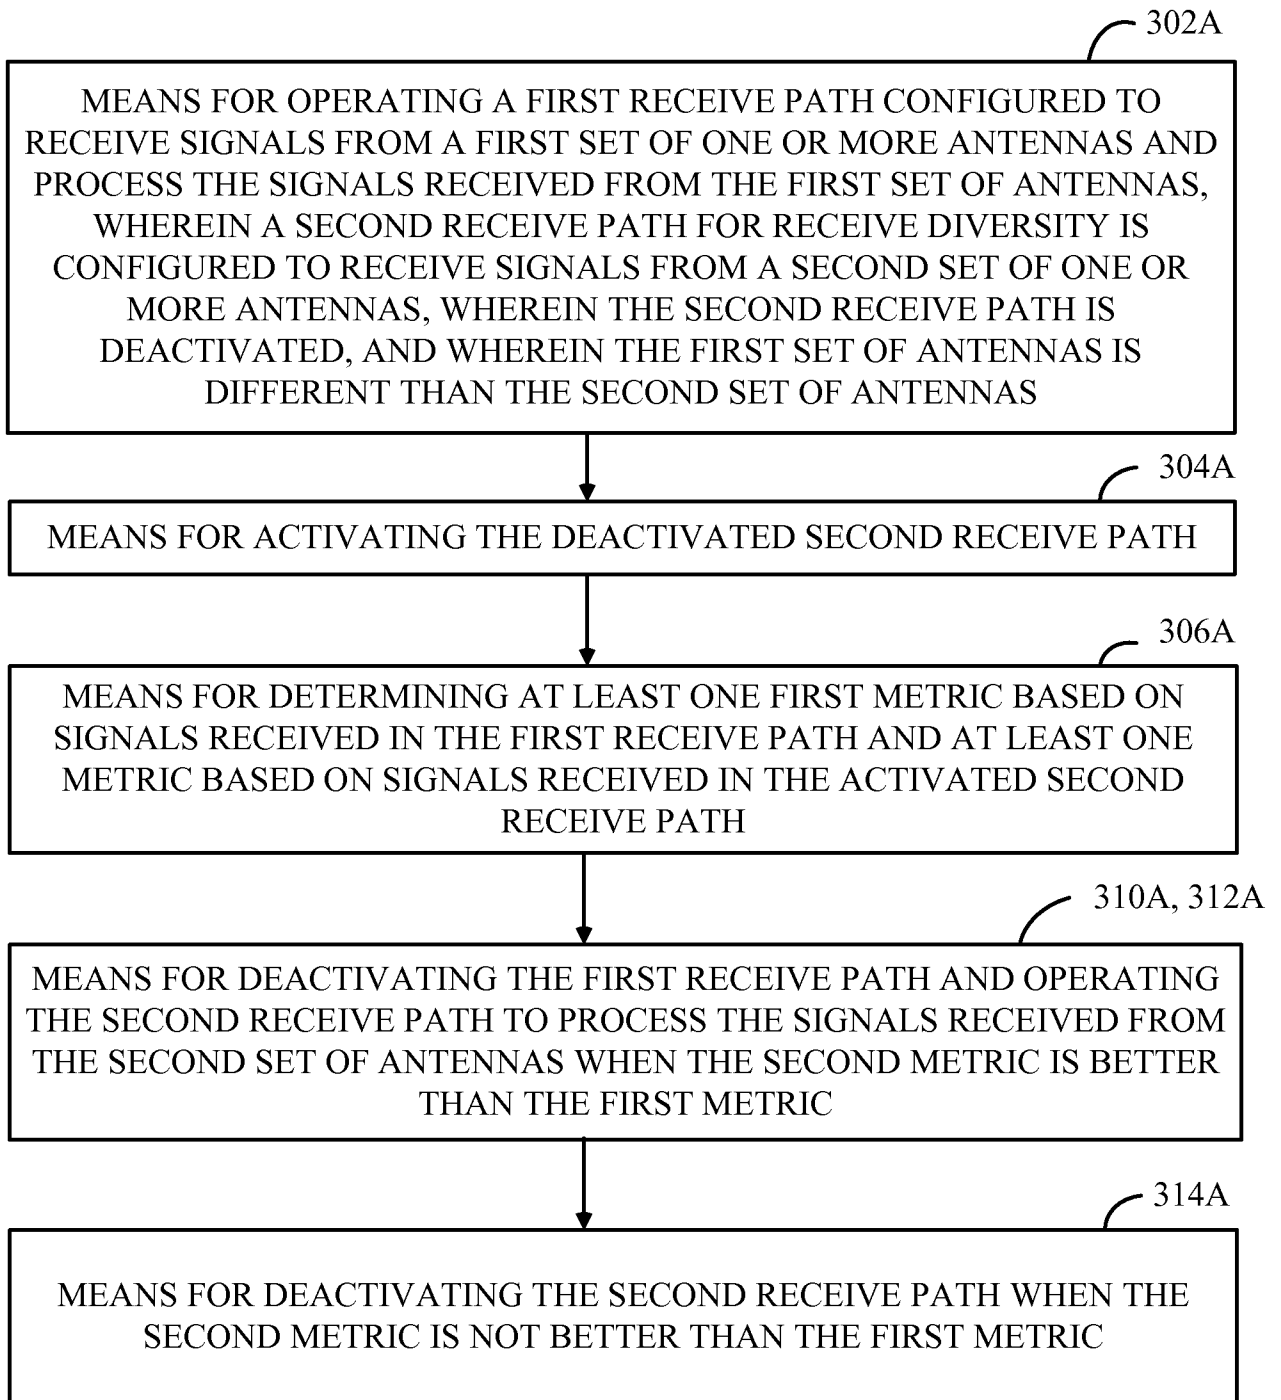 302A
MEANS FOR OPERATING A FIRST RECEIVE PATH CONFIGURED TO
RECEIVE SIGNALS FROM A FIRST SET OF ONE OR MORE ANTENNAS AND
PROCESS THE SIGNALS RECEIVED FROM THE FIRST SET OF ANTENNAS,
WHEREIN A SECOND RECEIVE PATH FOR RECEIVE DIVERSITY IS
CONFIGURED TO RECEIVE SIGNALS FROM A SECOND SET OF ONE OR
MORE ANTENNAS, WHEREIN THE SECOND RECEIVE PATH IS
DEACTIVATED, AND WHEREIN THE FIRST SET OF ANTENNAS IS
DIFFERENT THAN THE SECOND SET OF ANTENNAS
304A
MEANS FOR ACTIVATING THE DEACTIVATED SECOND RECEIVE PATH
306A
MEANS FOR DETERMINING AT LEAST ONE FIRST METRIC BASED ON
SIGNALS RECEIVED IN THE FIRST RECEIVE PATH AND AT LEAST ONE
METRIC BASED ON SIGNALS RECEIVED IN THE ACTIVATED SECOND
RECEIVE PATH
310A, 312A
MEANS FOR DEACTIVATING THE FIRST RECEIVE PATH AND OPERATING
THE SECOND RECEIVE PATH TO PROCESS THE SIGNALS RECEIVED FROM
THE SECOND SET OF ANTENNAS WHEN THE SECOND METRIC IS BETTER
THAN THE FIRST METRIC
314A
MEANS FOR DEACTIVATING THE SECOND RECEIVE PATH WHEN THE
SECOND METRIC IS NOT BETTER THAN THE FIRST METRIC